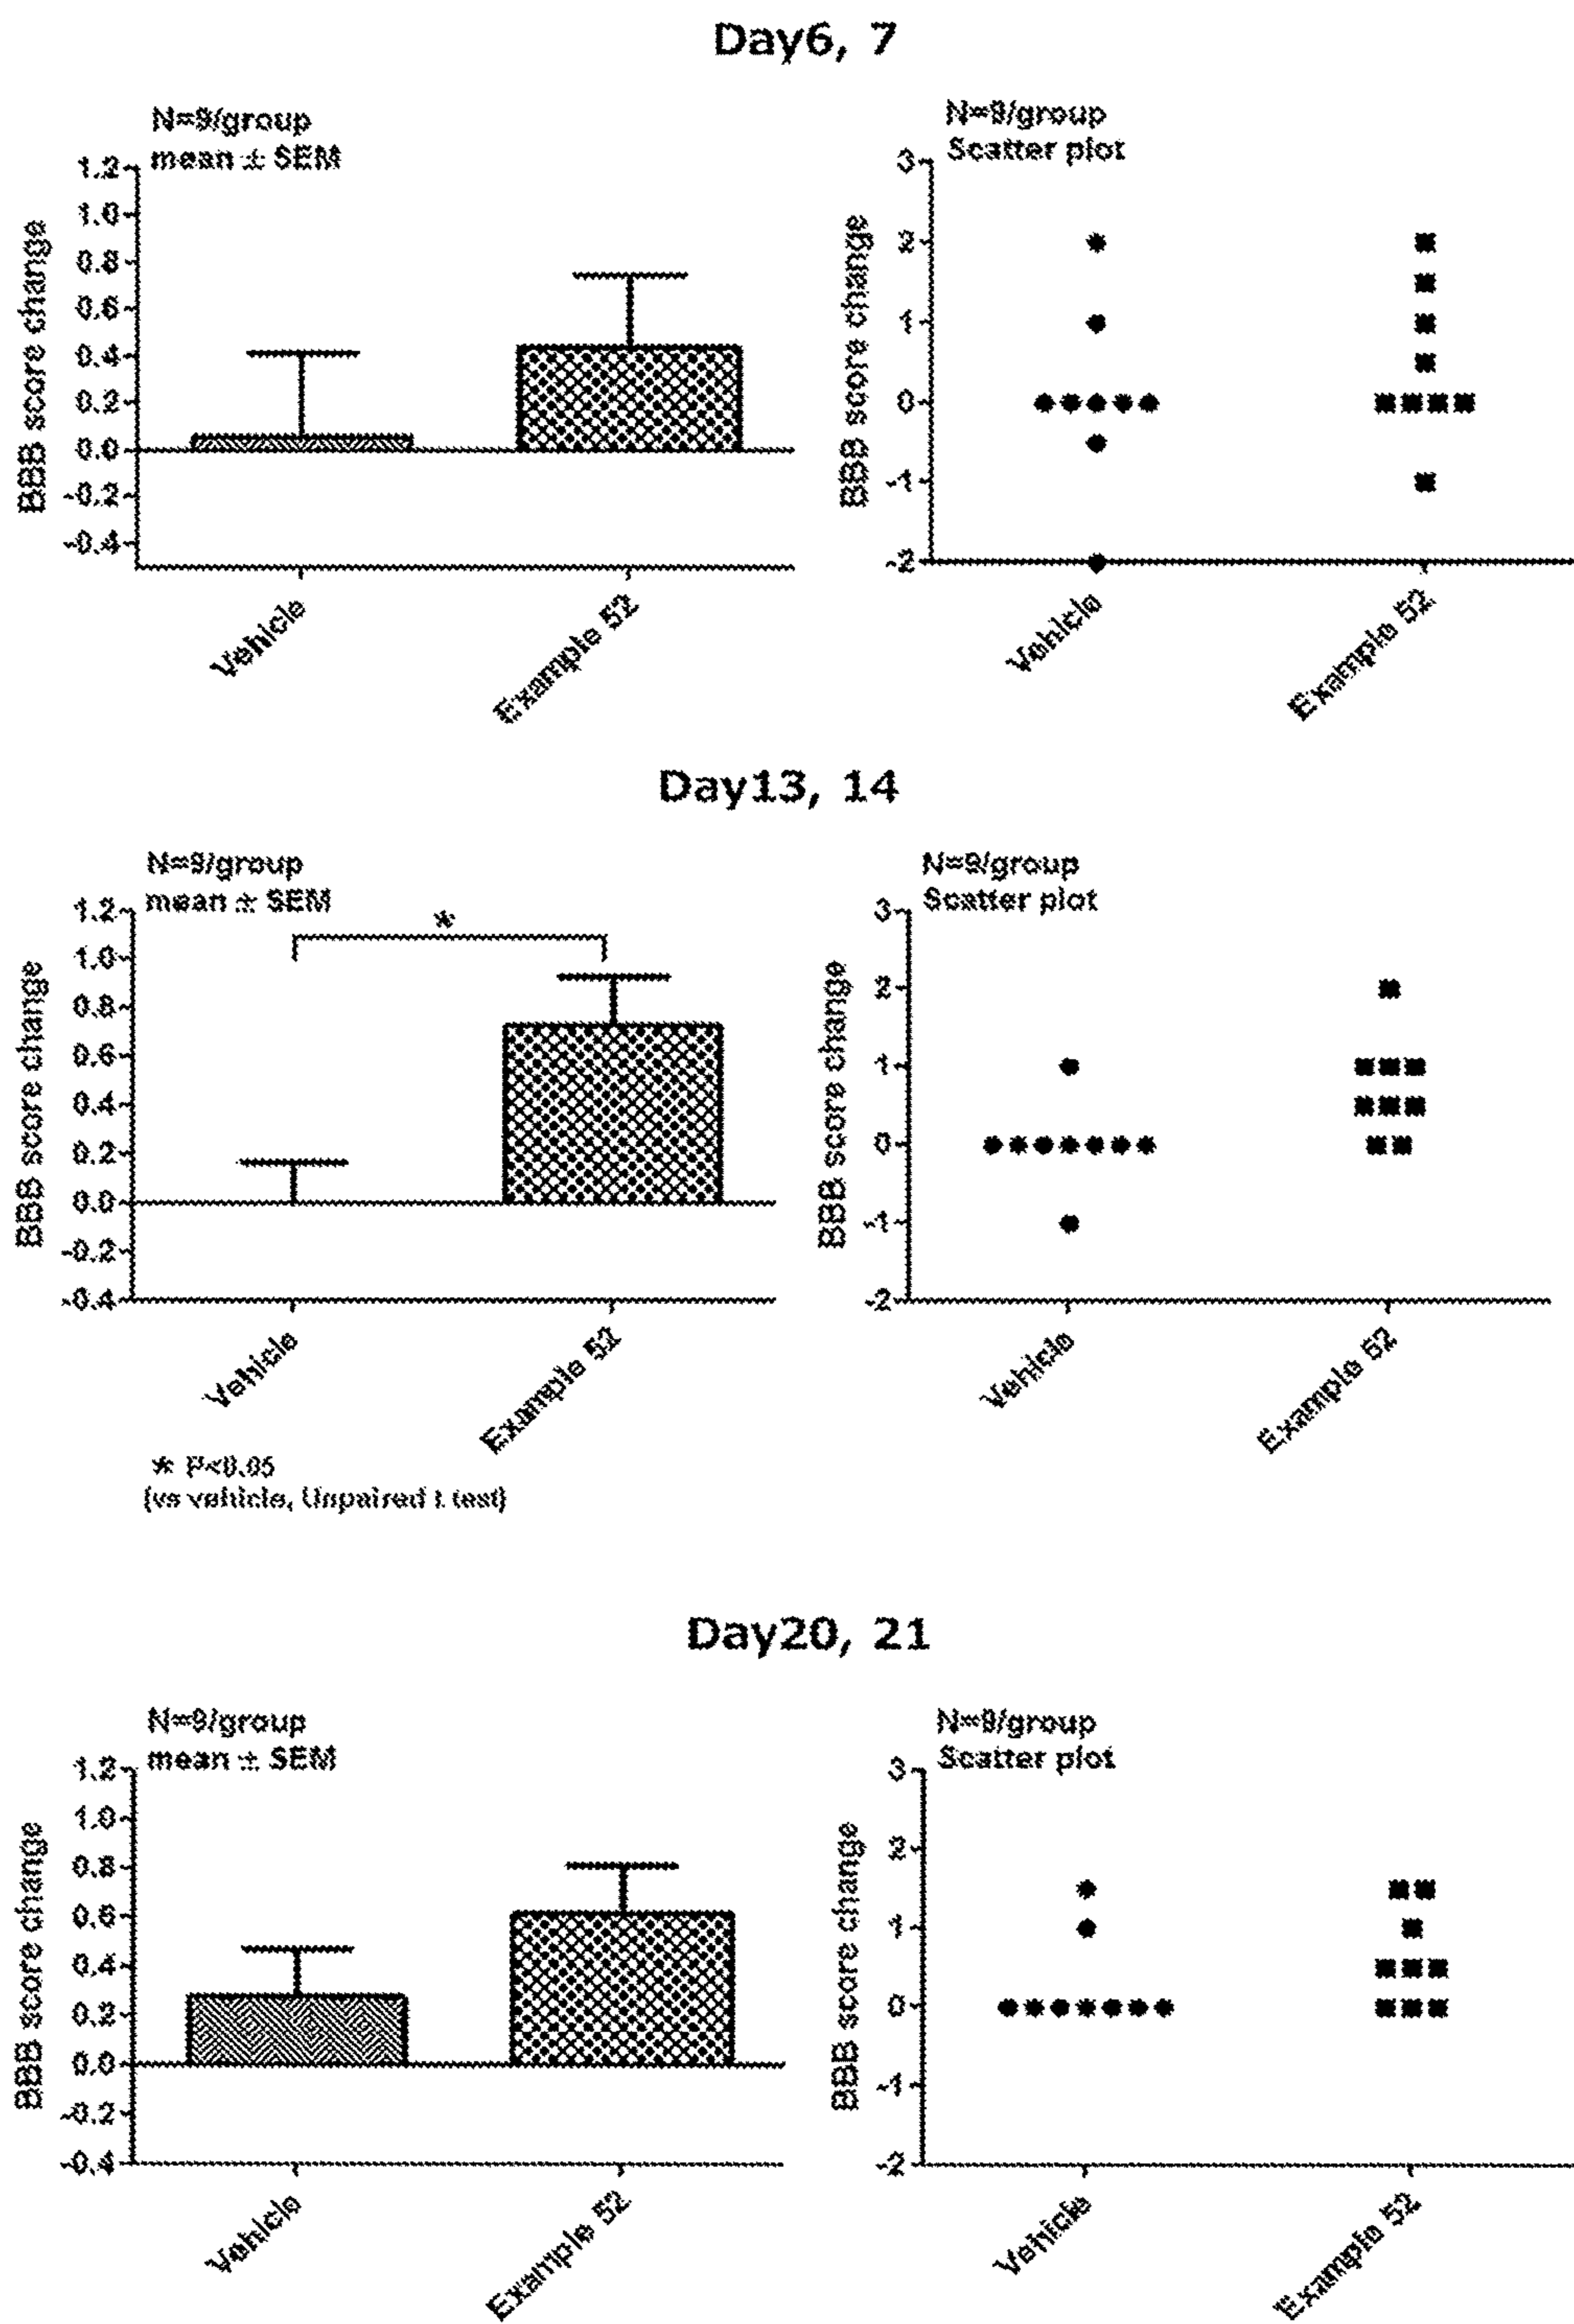 Day6, 7
N=9/group
mean ± SEM
1.2
1.0
0.8
0.6
0.4
0.2
0.0
-0.2
-0.4
BBB score change
Vehicle
Example 52
N=9/group
Scatter plot
3
2
1
0
-1
-2
BBB score change
Vehicle
Example 52
Day13, 14
N=9/group
mean ± SEM
1.2
1.0
0.8
0.6
0.4
0.2
0.0
-0.2
-0.4
BBB score change
*
Vehicle
Example 52
* P<0.05
(vs vehicle, Unpaired t test)
N=9/group
Scatter plot
3
2
1
0
-1
-2
BBB score change
Vehicle
Example 52
Day20, 21
N=9/group
mean ± SEM
1.2
1.0
0.8
0.6
0.4
0.2
0.0
-0.2
-0.4
BBB score change
Vehicle
Example 52
N=9/group
Scatter plot
3
2
1
0
-1
-2
BBB score change
Vehicle
Example 52